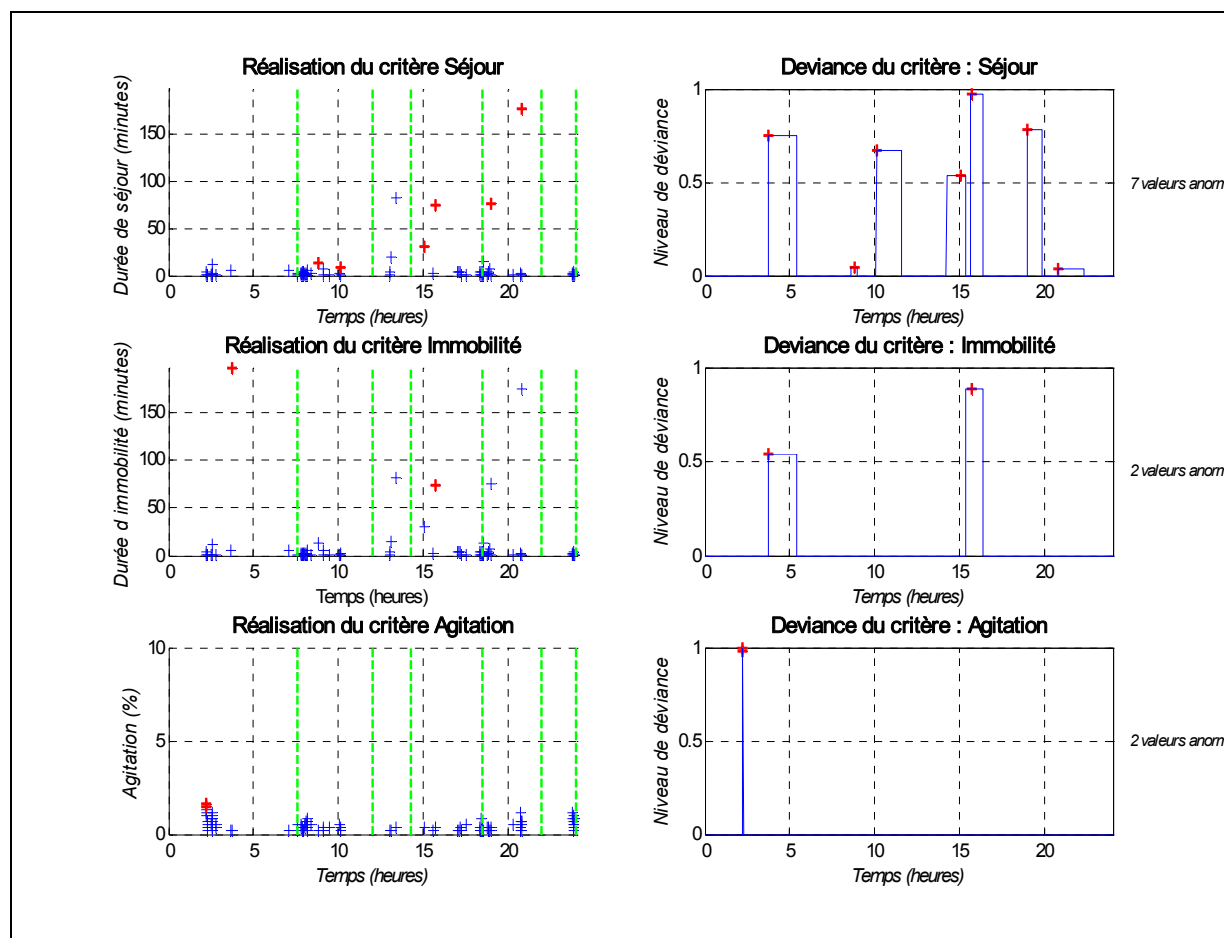 Réalisation du critère Séjour
Durée de séjour (minutes)
150
100
50
0
0 5 10 15 20
Temps (heures)
Deviance du critère : Séjour
Niveau de déviance
1
0.5
0
0 5 10 15 20
Temps (heures)
7 valeurs anorm
Réalisation du critère Immobilité
Durée d immobilité (minutes)
150
100
50
0
0 5 10 15 20
Temps (heures)
Deviance du critère : Immobilité
Niveau de déviance
1
0.5
0
0 5 10 15 20
Temps (heures)
2 valeurs anorm
Réalisation du critère Agitation
Agitation (%)
10
5
0
0 5 10 15 20
Temps (heures)
Deviance du critère : Agitation
Niveau de déviance
1
0.5
0
0 5 10 15 20
Temps (heures)
2 valeurs anorm